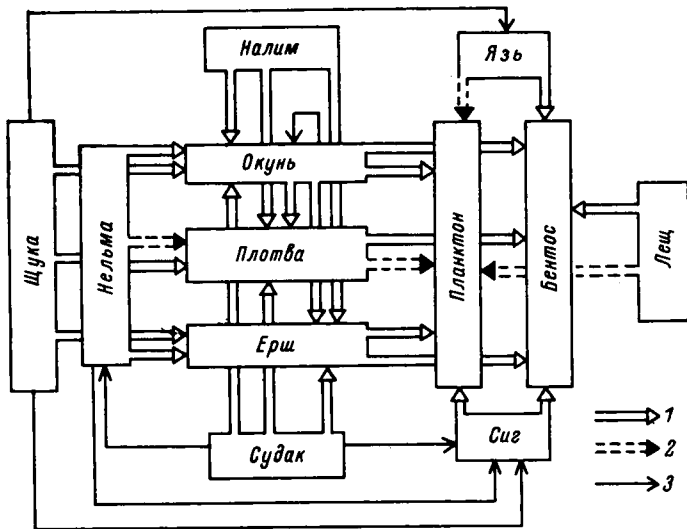 Налим
Язь
Щука
Нельма
Окунь
Плотва
Ерш
Судак
Планктон
Бентос
Лещ
Сиг
1
2
3